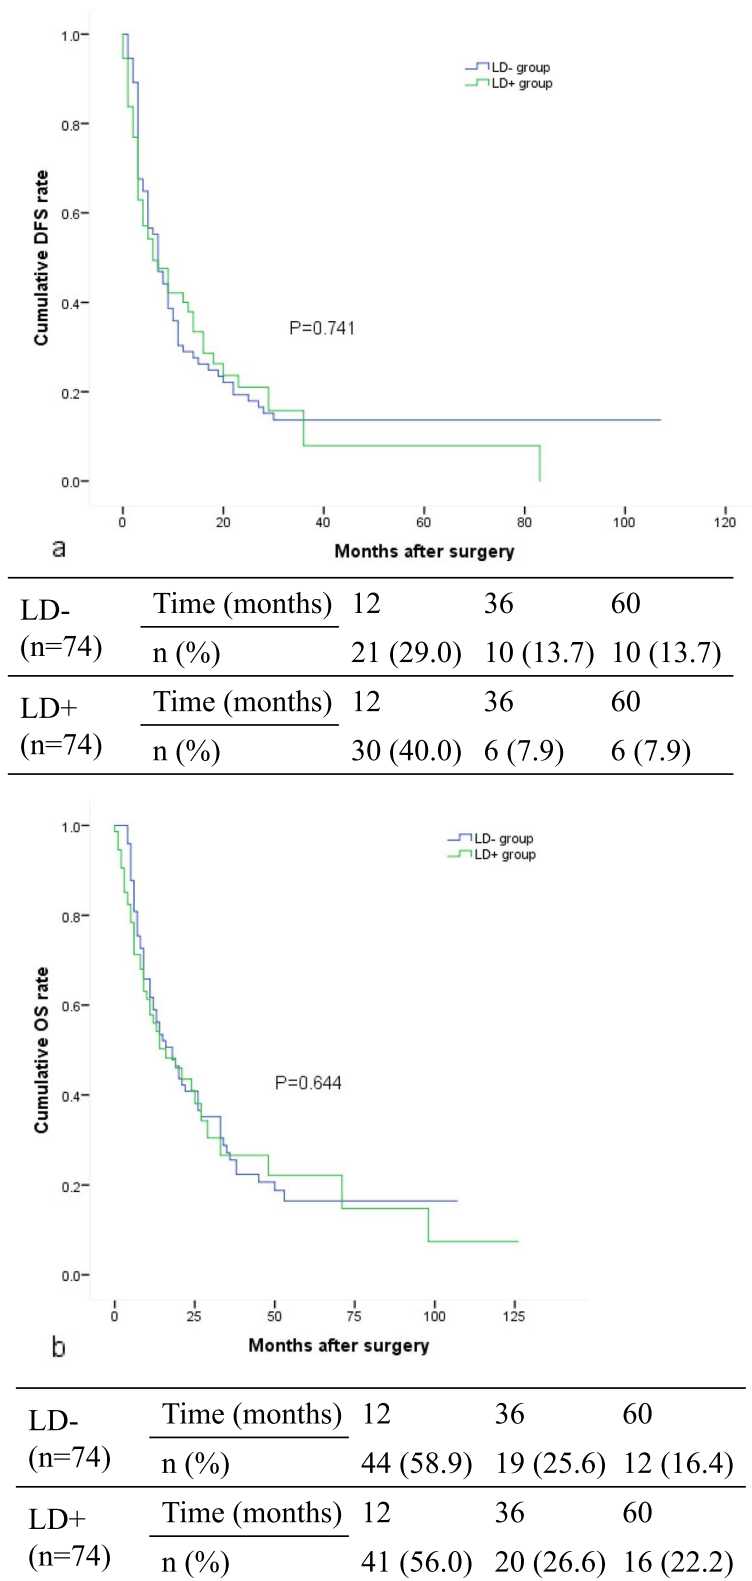 1.0
LD- group
LD+ group
0.8
0.6
Cumulative DFS rate
0.4
P=0.741
0.2
0.0
0 20 40 60 80 100 120
a
Months after surgery
LD-
(n=74)
Time (months) 12 36 60
n (%) 21 (29.0) 10 (13.7) 10 (13.7)
LD+
(n=74)
Time (months) 12 36 60
n (%) 30 (40.0) 6 (7.9) 6 (7.9)
1.0
LD- group
LD+ group
0.8
0.6
Cumulative OS rate
0.4
P=0.644
0.2
0.0
0 25 50 75 100 125
b
Months after surgery
LD-
(n=74)
Time (months) 12 36 60
n (%) 44 (58.9) 19 (25.6) 12 (16.4)
LD+
(n=74)
Time (months) 12 36 60
n (%) 41 (56.0) 20 (26.6) 16 (22.2)